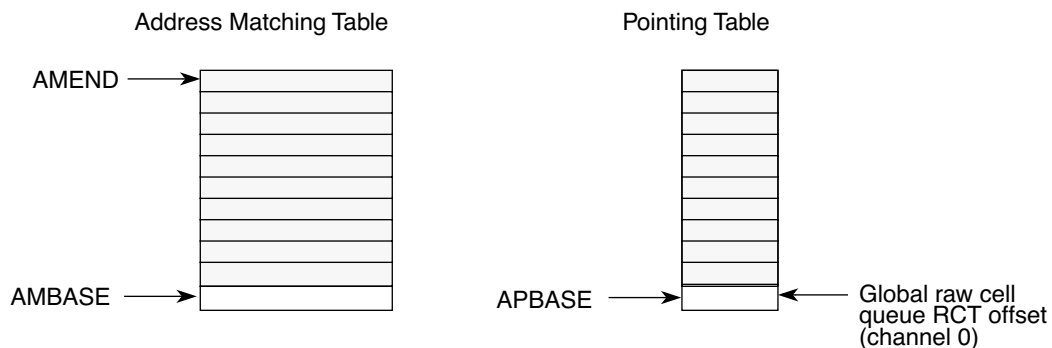 Address Matching Table
Pointing Table
AMEND
AMBASE
APBASE
Global raw cell
queue RCT offset
(channel 0)